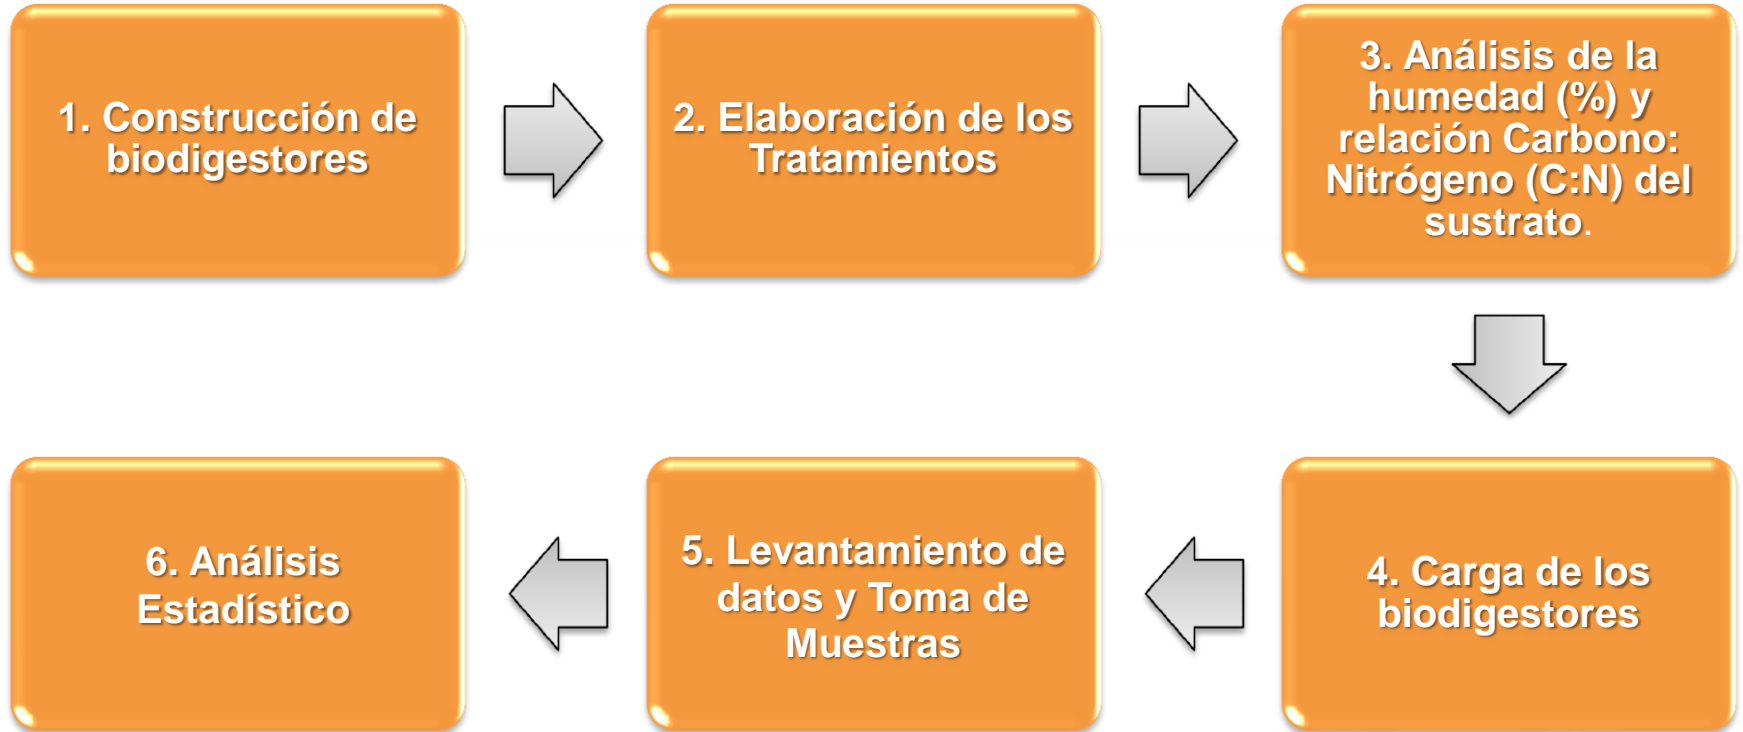 1. Construcción de
biodigestores
2. Elaboración de los
Tratamientos
3. Análisis de la
humedad (%) y
relación Carbono:
Nitrógeno (C:N) del
sustrato.
4. Carga de los
biodigestores
5. Levantamiento de
datos y Toma de
Muestras
6. Análisis
Estadístico